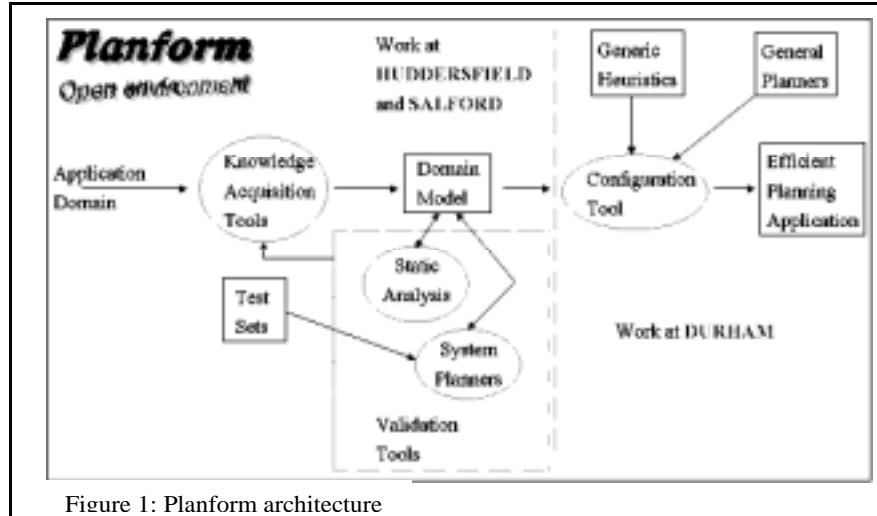 Planform
Open environment
Work at
HUDDERSFIELD
and SALFORD
Generic
Heuristics
General
Planners
Application
Domain
Knowledge
Acquisition
Tools
Domain
Model
Configuration
Tool
Efficient
Planning
Application
Static
Analysis
Test
Sets
System
Planners
Work at DURHAM
Validation
Tools
Figure 1: Planform architecture